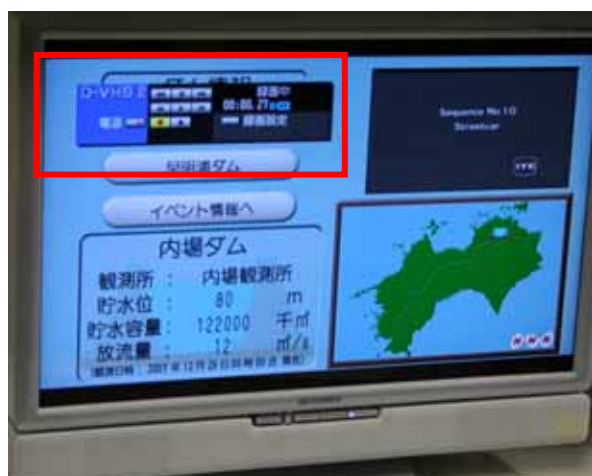 D-VHS 2
録画中
00:00.27
電源
録画設定
早明浦ダム
イベント情報へ
内場ダム
観測所 : 内場観測所
貯水位 : 80 m
貯水容量 : 122000 千㎥
放流量 : 12 ㎥/s
Sequence No 10
Streetcar